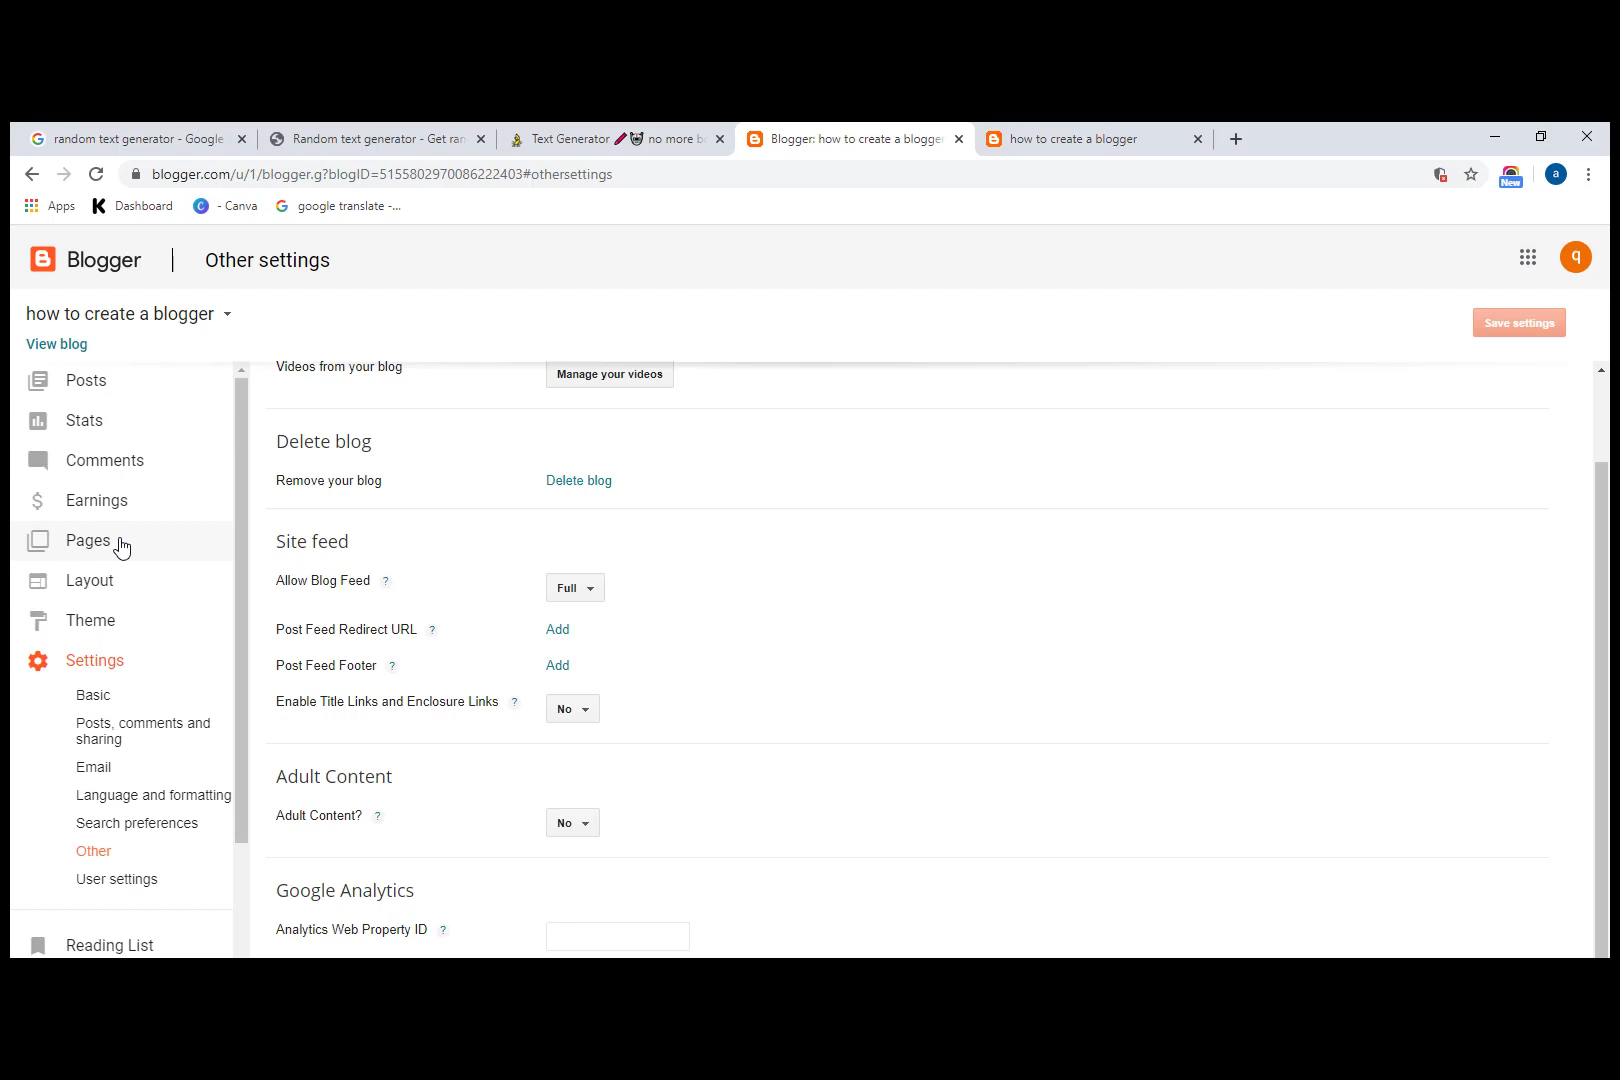 random text generator - Google
Random text generator - Get ran
Text Generator
no more b
Blogger: how to create a blogger
how to create a blogger
blogger.com/u/1/blogger.g?blogID=5155802970086222403#othersettings
New
a
Apps
K
Dashboard
C
- Canva
google translate -...
Blogger
Other settings
q
how to create a blogger
Save settings
View blog
Posts
Stats
Comments
Earnings
Pages
Layout
Theme
Settings
Basic
Posts, comments and
sharing
Email
Language and formatting
Search preferences
Other
User settings
Reading List
Videos from your blog
Manage your videos
Delete blog
Remove your blog
Delete blog
Site feed
Allow Blog Feed ?
Full
Post Feed Redirect URL ?
Add
Post Feed Footer ?
Add
Enable Title Links and Enclosure Links ?
No
Adult Content
Adult Content? ?
No
Google Analytics
Analytics Web Property ID ?